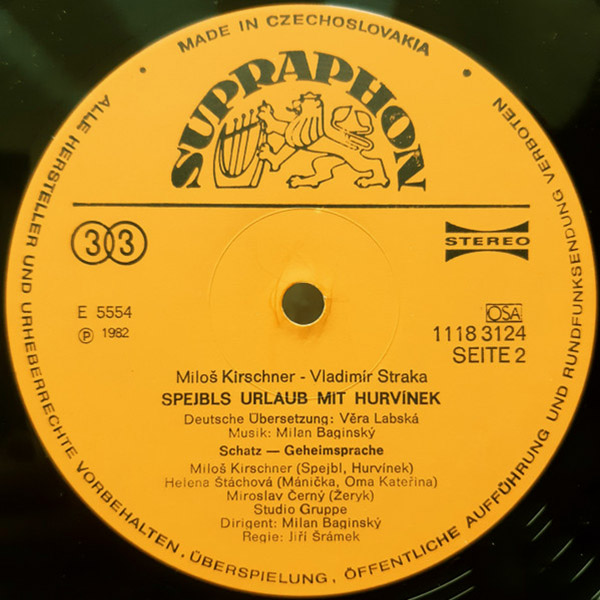 MADE IN CZECHOSLOVAKIA
SUPRAPHON
33
STEREO
E 5554
Ⓟ 1982
OSA
1118 3124
SEITE 2
Miloš Kirschner - Vladimír Straka
SPEJBLS URLAUB MIT HURVÍNEK
Deutsche Übersetzung: Věra Labská
Musik: Milan Baginský
Schatz — Geheimsprache
Miloš Kirschner (Spejbl, Hurvínek)
Helena Štáchová (Mánička, Oma Kateřina)
Miroslav Černý (Žeryk)
Studio Gruppe
Dirigent: Milan Baginský
Regie: Jiří Šrámek
ALLE HERSTELLER UND URHEBERRECHTE VORBEHALTEN, ÜBERSPIELUNG, ÖFFENTLICHE AUFFÜHRUNG UND RUNDFUNKSENDUNG VERBOTEN